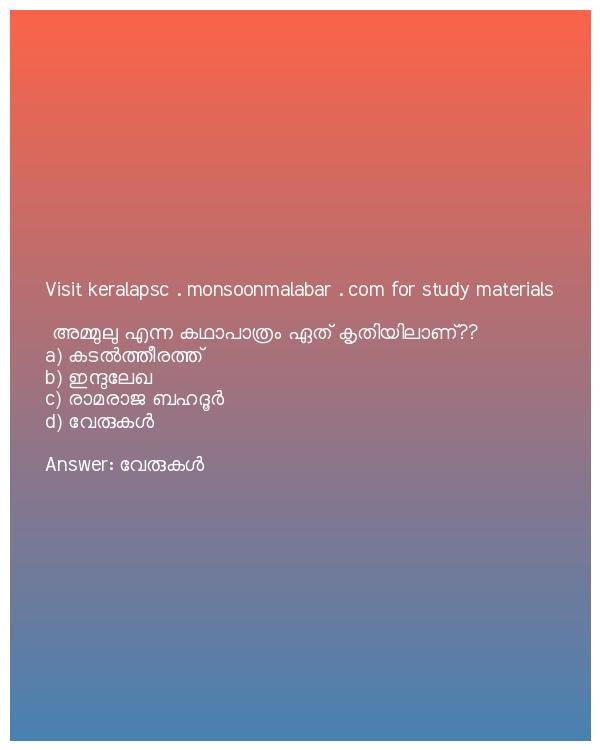 Visit keralapsc . monsoonmalabar . com for study materials
അമ്മുലു എന്ന കഥാപാത്രം ഏത് കൃതിയിലാണ്??
a) കടൽത്തീരത്ത്
b) ഇന്ദുലേഖ
c) രാമരാജ ബഹദൂർ
d) വേരുകൾ
Answer: വേരുകൾ